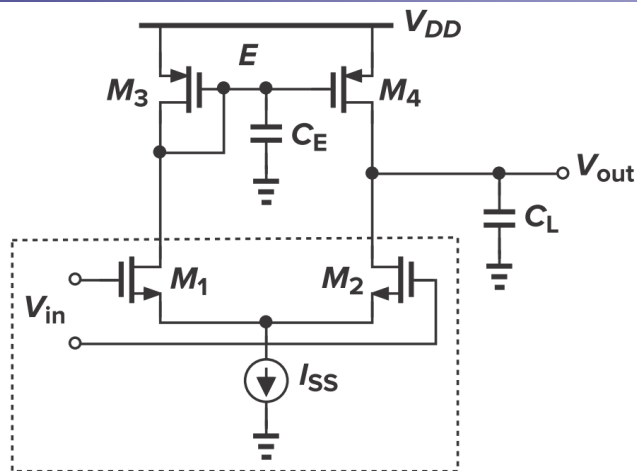 V_DD
E
M_3
M_4
C_E
V_out
C_L
M_1
M_2
V_in
I_SS